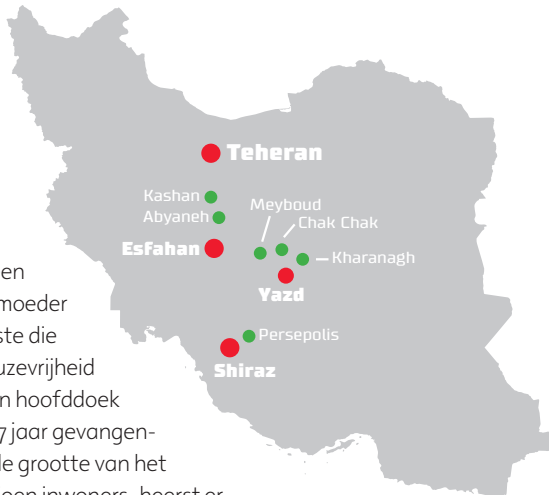 Teheran
Kashan
Abyaneh
Meyboud
Chak Chak
Esfahan
Kharanagh
Yazd
Persepolis
Shiraz
en
moeder
ste die
uzevrijheid
n hoofddoek
7 jaar gevangen-
de grootte van het
oen inwoners, heerst er